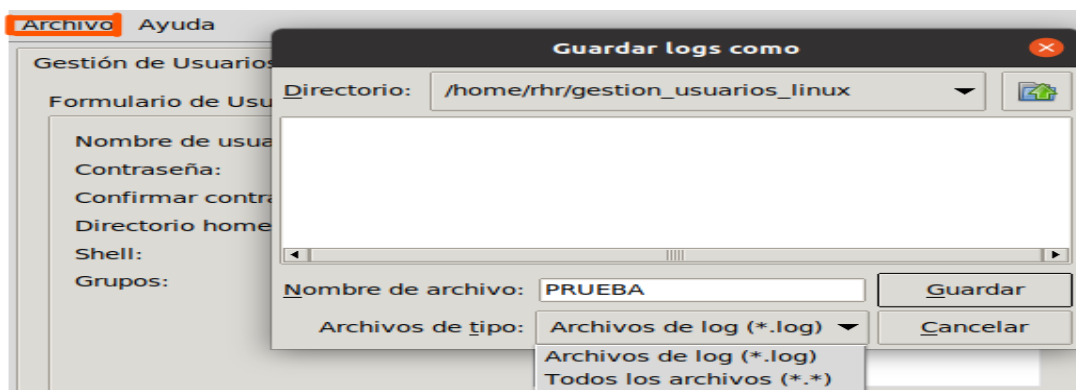 Archivo Ayuda
Guardar logs como
Gestión de Usuarios
Directorio: /home/rhr/gestion_usuarios_linux
Formulario de Usu
Nombre de usua
Contraseña:
Confirmar contra
Directorio home
Shell:
Grupos:
Nombre de archivo: PRUEBA Guardar
Archivos de tipo: Archivos de log (*.log) Cancelar
Archivos de log (*.log)
Todos los archivos (*.*)